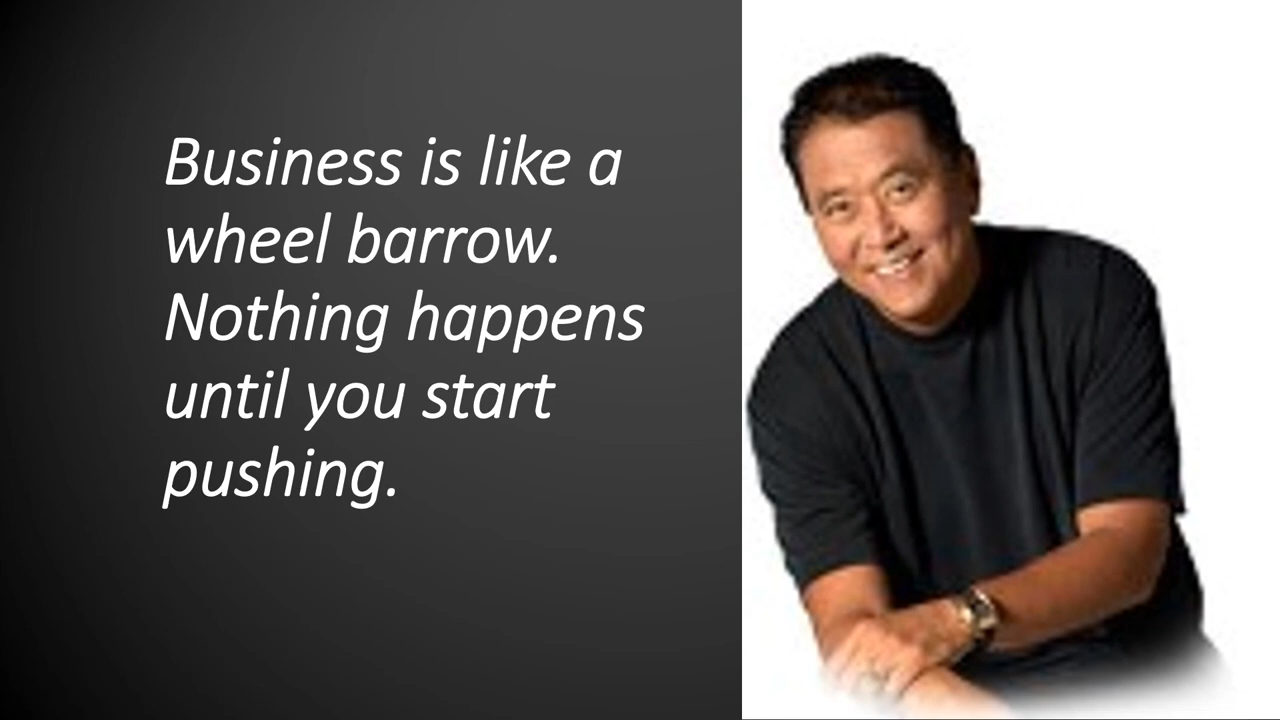 Business is like a
wheel barrow.
Nothing happens
until you start
pushing.